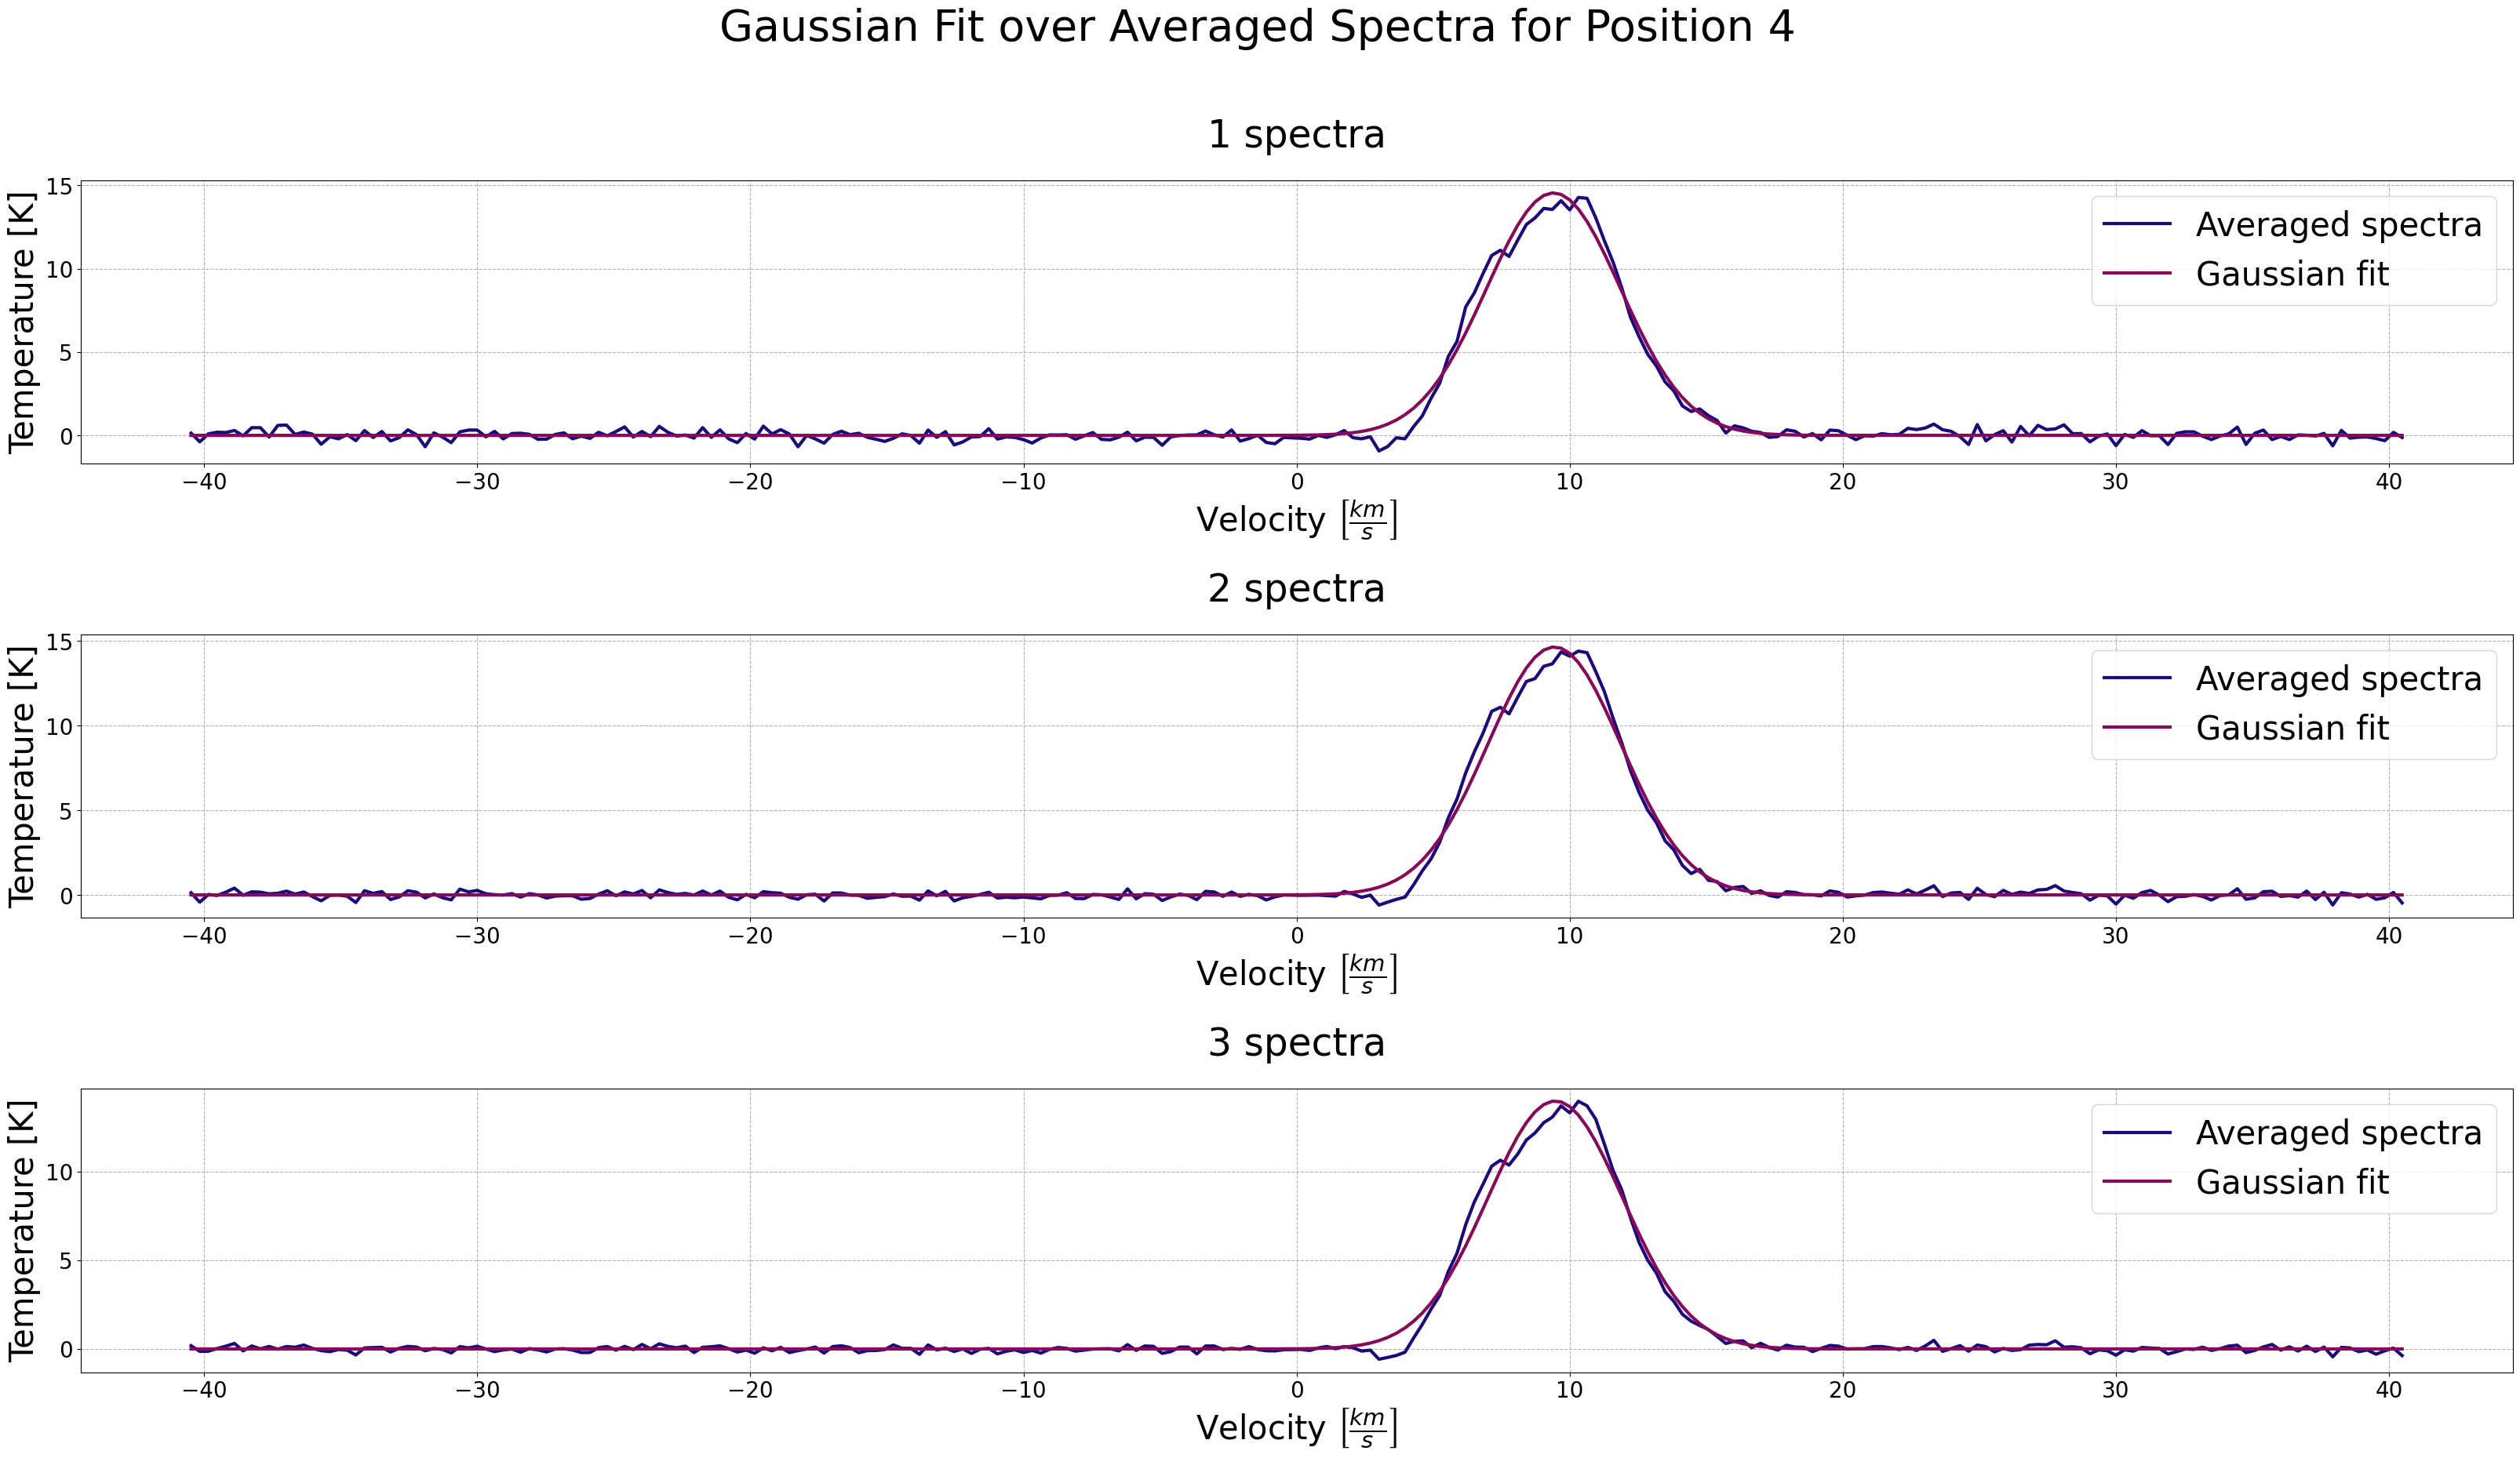 Gaussian Fit over Averaged Spectra for Position 4
1 spectra
Temperature [K]
15
10
5
0
Averaged spectra
Gaussian fit
−40 −30 −20 −10 0 10 20 30 40
Velocity [km/s]
2 spectra
Temperature [K]
15
10
5
0
Averaged spectra
Gaussian fit
−40 −30 −20 −10 0 10 20 30 40
Velocity [km/s]
3 spectra
Temperature [K]
10
5
0
Averaged spectra
Gaussian fit
−40 −30 −20 −10 0 10 20 30 40
Velocity [km/s]